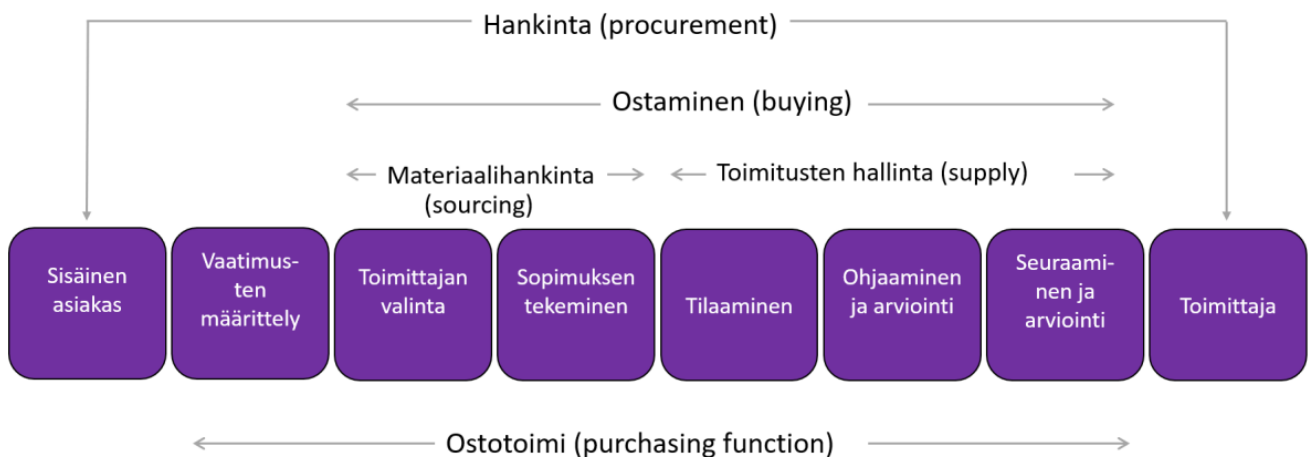 Hankinta (procurement)
Ostaminen (buying)
Materiaalihankinta
(sourcing)
Toimitusten hallinta (supply)
Sisäinen
asiakas
Vaatimus-
ten
määrittely
Toimittajan
valinta
Sopimuksen
tekeminen
Tilaaminen
Ohjaaminen
ja arviointi
Seuraami-
nen ja
arviointi
Toimittaja
Ostotoimi (purchasing function)